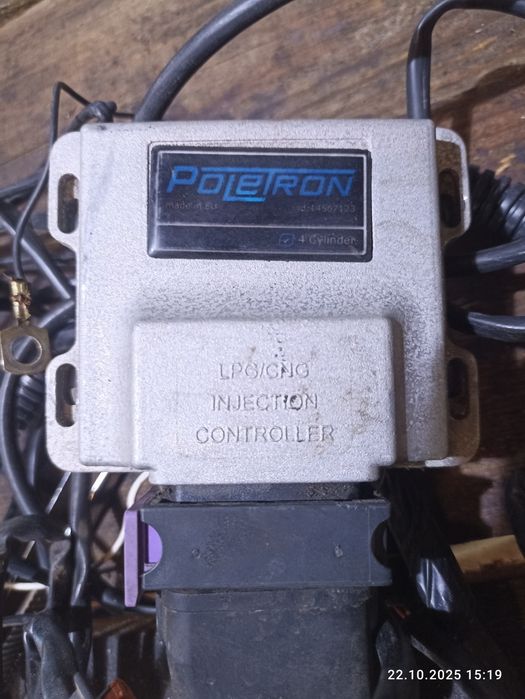 POLETRON
made in EU
4 Cylinder
LPG/CNG
INJECTION
CONTROLLER
22.10.2025 15:19